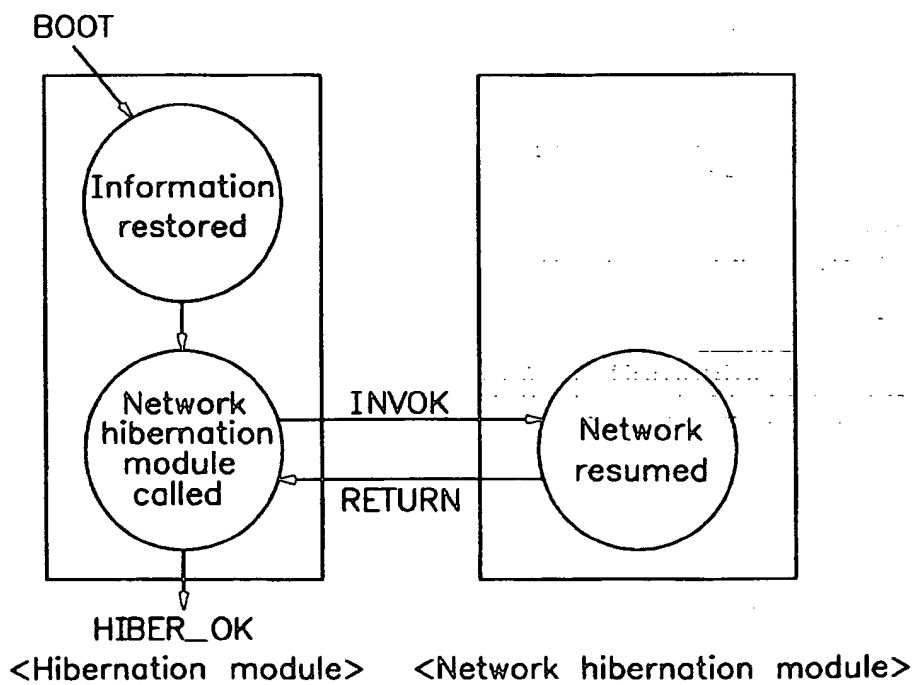 BOOT
Information
restored
Network
hibernation
module
called
INVOK
RETURN
Network
resumed
HIBER_OK
<Hibernation module>
<Network hibernation module>